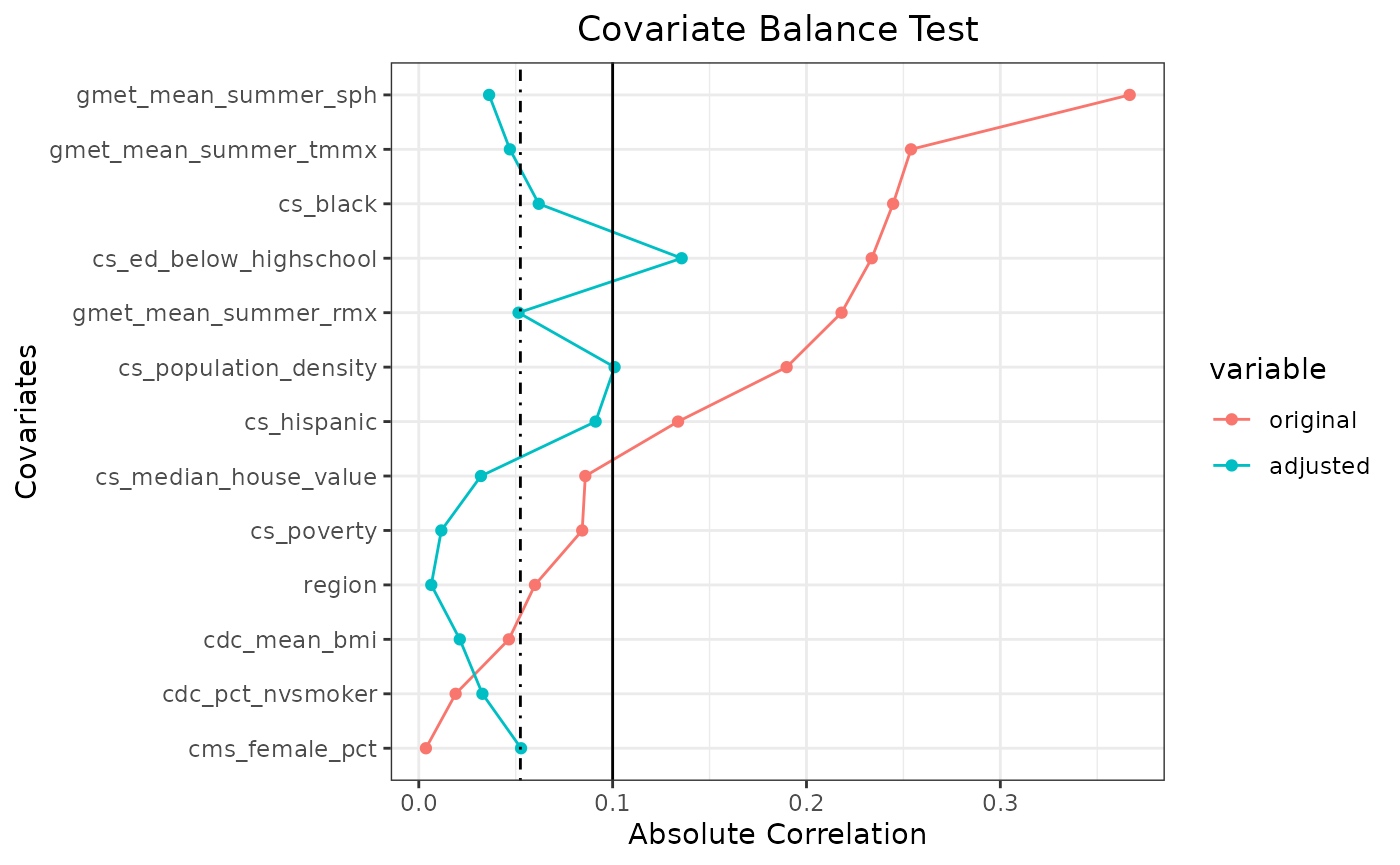 Covariate Balance Test
Covariates
gmet_mean_summer_sph
gmet_mean_summer_tmmx
cs_black
cs_ed_below_highschool
gmet_mean_summer_rmx
cs_population_density
cs_hispanic
cs_median_house_value
cs_poverty
region
cdc_mean_bmi
cdc_pct_nvsmoker
cms_female_pct
0.0 0.1 0.2 0.3
Absolute Correlation
variable
original
adjusted